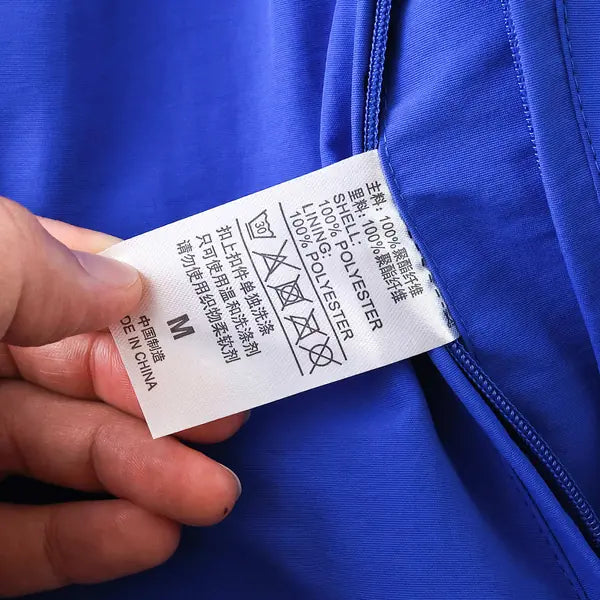 主料: 100%聚酯纤维
里料: 100%聚酯纤维
SHELL:
100% POLYESTER
LINING:
100% POLYESTER
30
扣上扣件单独洗涤
只可使用温和洗涤剂
请勿使用织物柔软剂
M
中国制造
DE IN CHINA